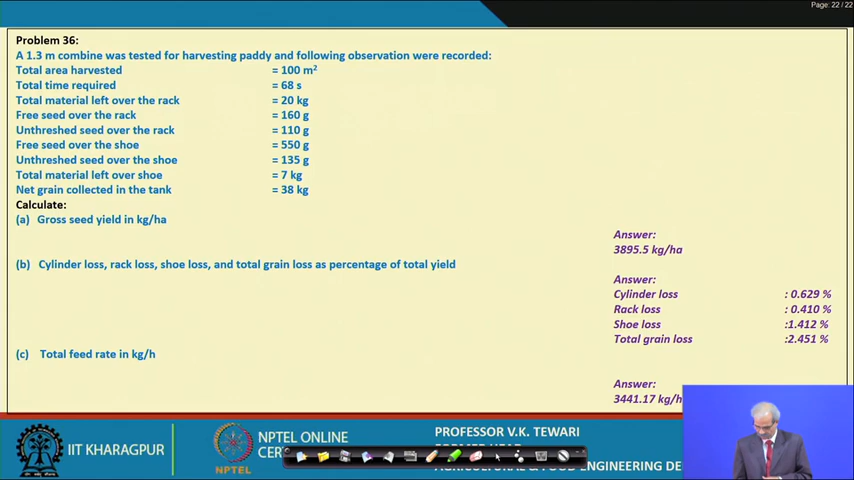 Page: 22 / 22
Problem 36:
A 1.3 m combine was tested for harvesting paddy and following observation were recorded:
Total area harvested = 100 m²
Total time required = 68 s
Total material left over the rack = 20 kg
Free seed over the rack = 160 g
Unthreshed seed over the rack = 110 g
Free seed over the shoe = 550 g
Unthreshed seed over the shoe = 135 g
Total material left over shoe = 7 kg
Net grain collected in the tank = 38 kg
Calculate:
(a) Gross seed yield in kg/ha
Answer:
3895.5 kg/ha
(b) Cylinder loss, rack loss, shoe loss, and total grain loss as percentage of total yield
Answer:
Cylinder loss : 0.629 %
Rack loss : 0.410 %
Shoe loss :1.412 %
Total grain loss :2.451 %
(c) Total feed rate in kg/h
Answer:
3441.17 kg/h
IIT KHARAGPUR
NPTEL
NPTEL ONLINE
CER
PROFESSOR V.K. TEWARI
AGRICULTURAL & FOOD ENGINEERING DE